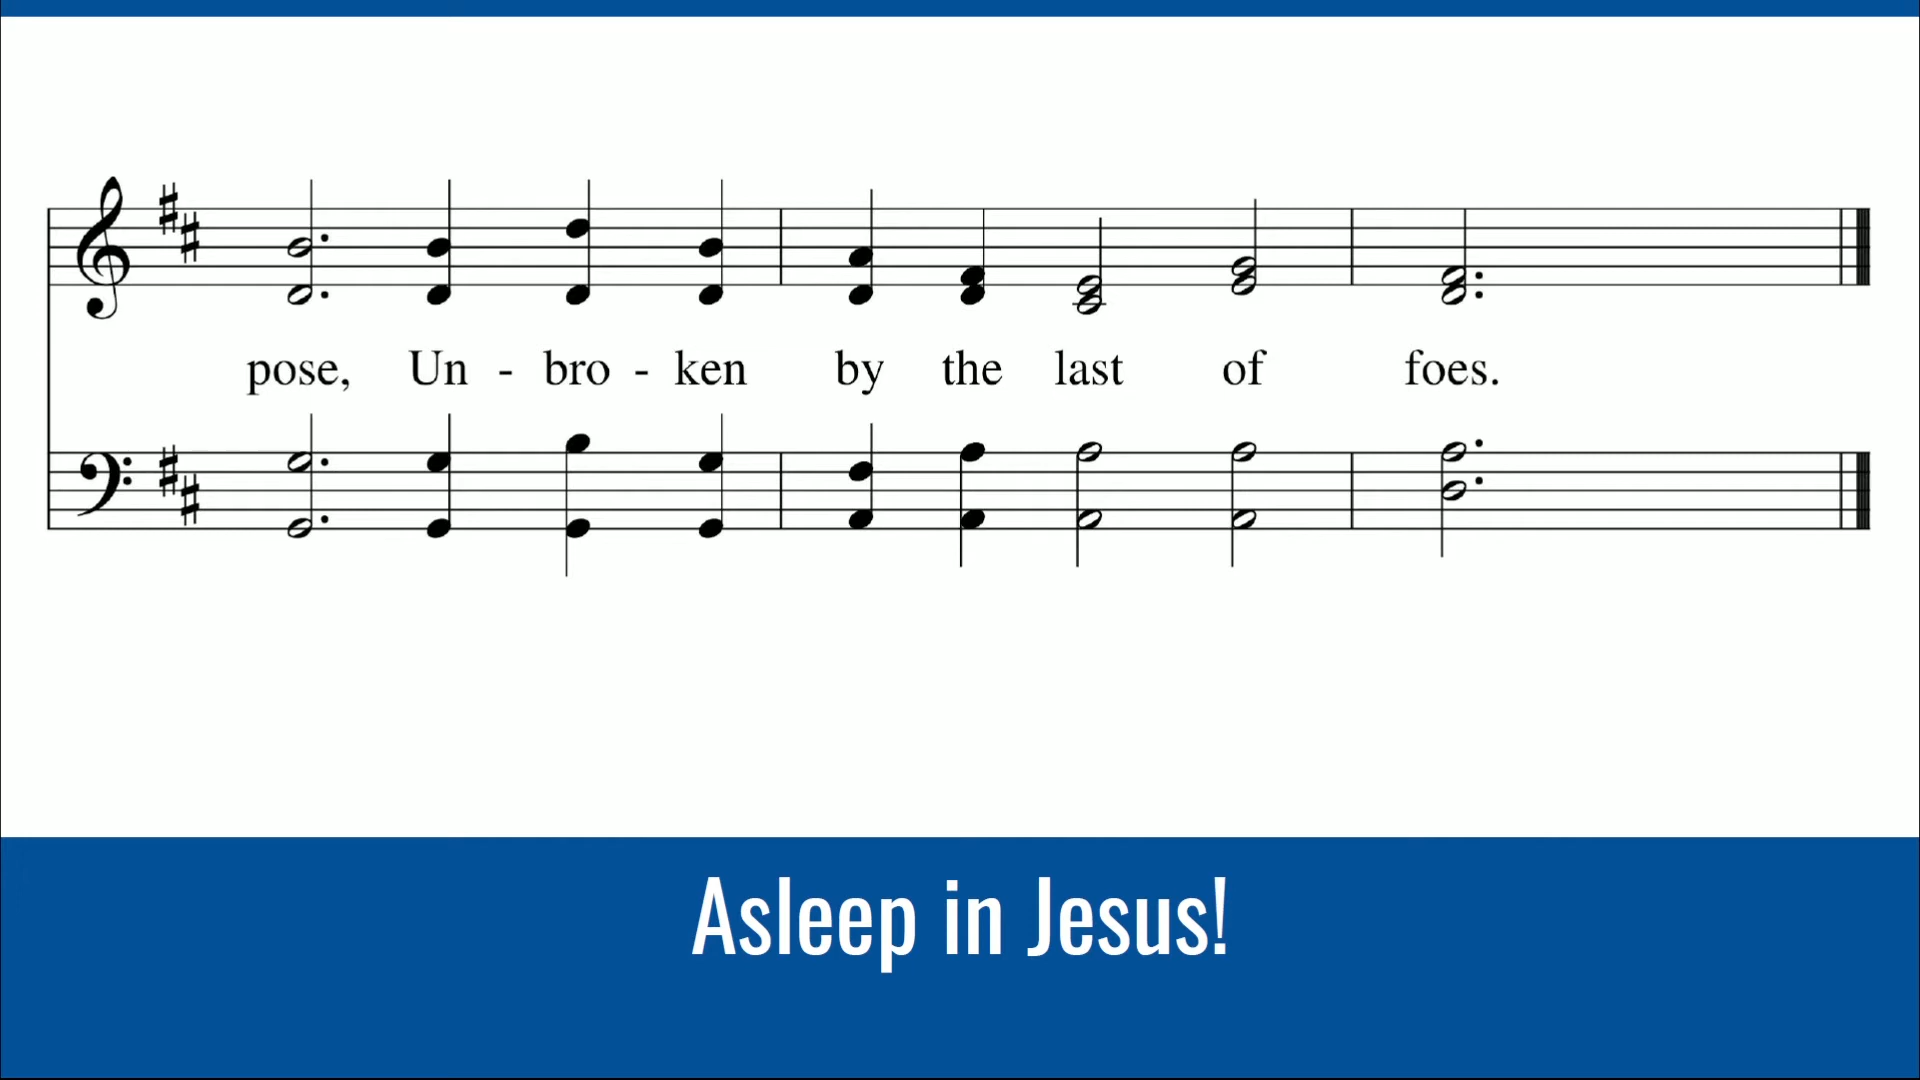 pose, Un - bro - ken by the last of foes.
Asleep in Jesus!